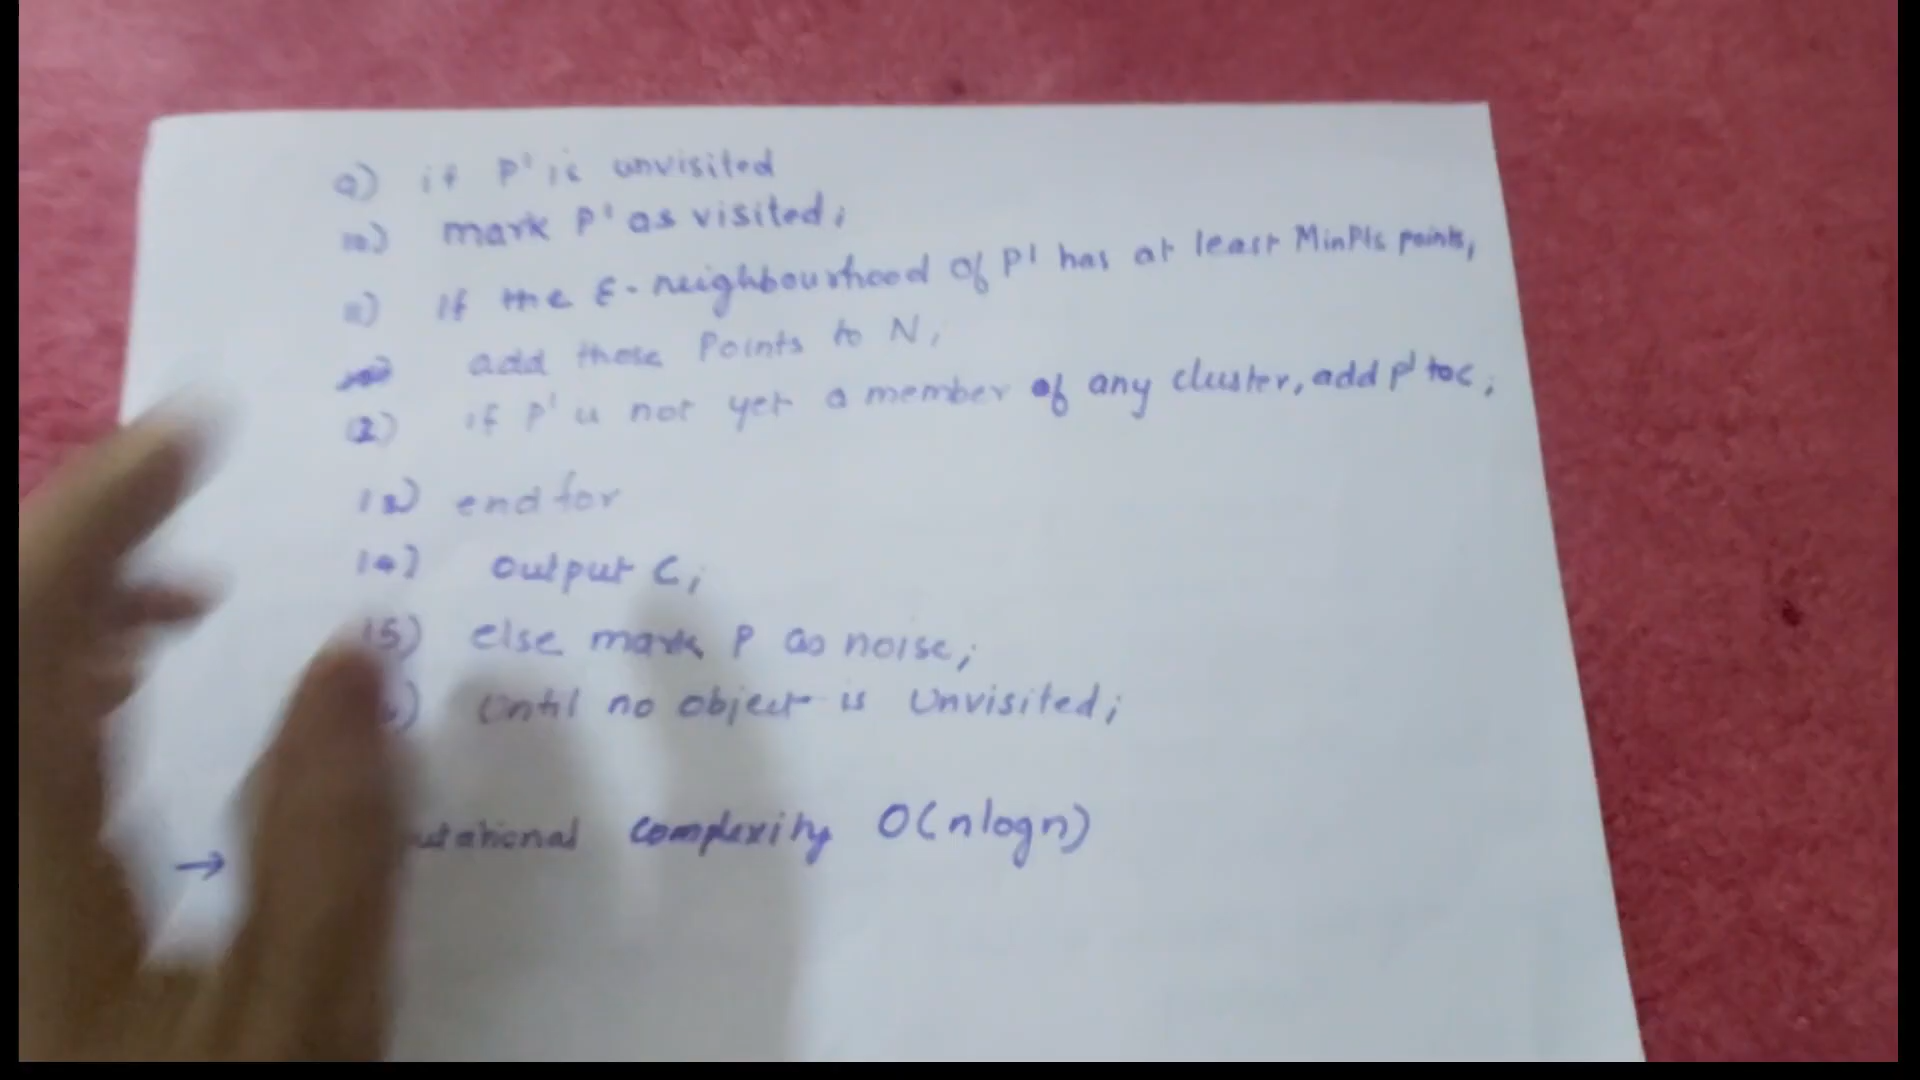 9) if P' is unvisited
10) mark P' as visited;
11) If the ε-neighbourhood of P' has at least MinPts points,
add those Points to N,
12) if P' is not yet a member of any cluster, add P' to C;
13) end for
14) output C;
15) else mark P as noise;
) Until no object is Unvisited;
→ utational complexity O(nlogn)